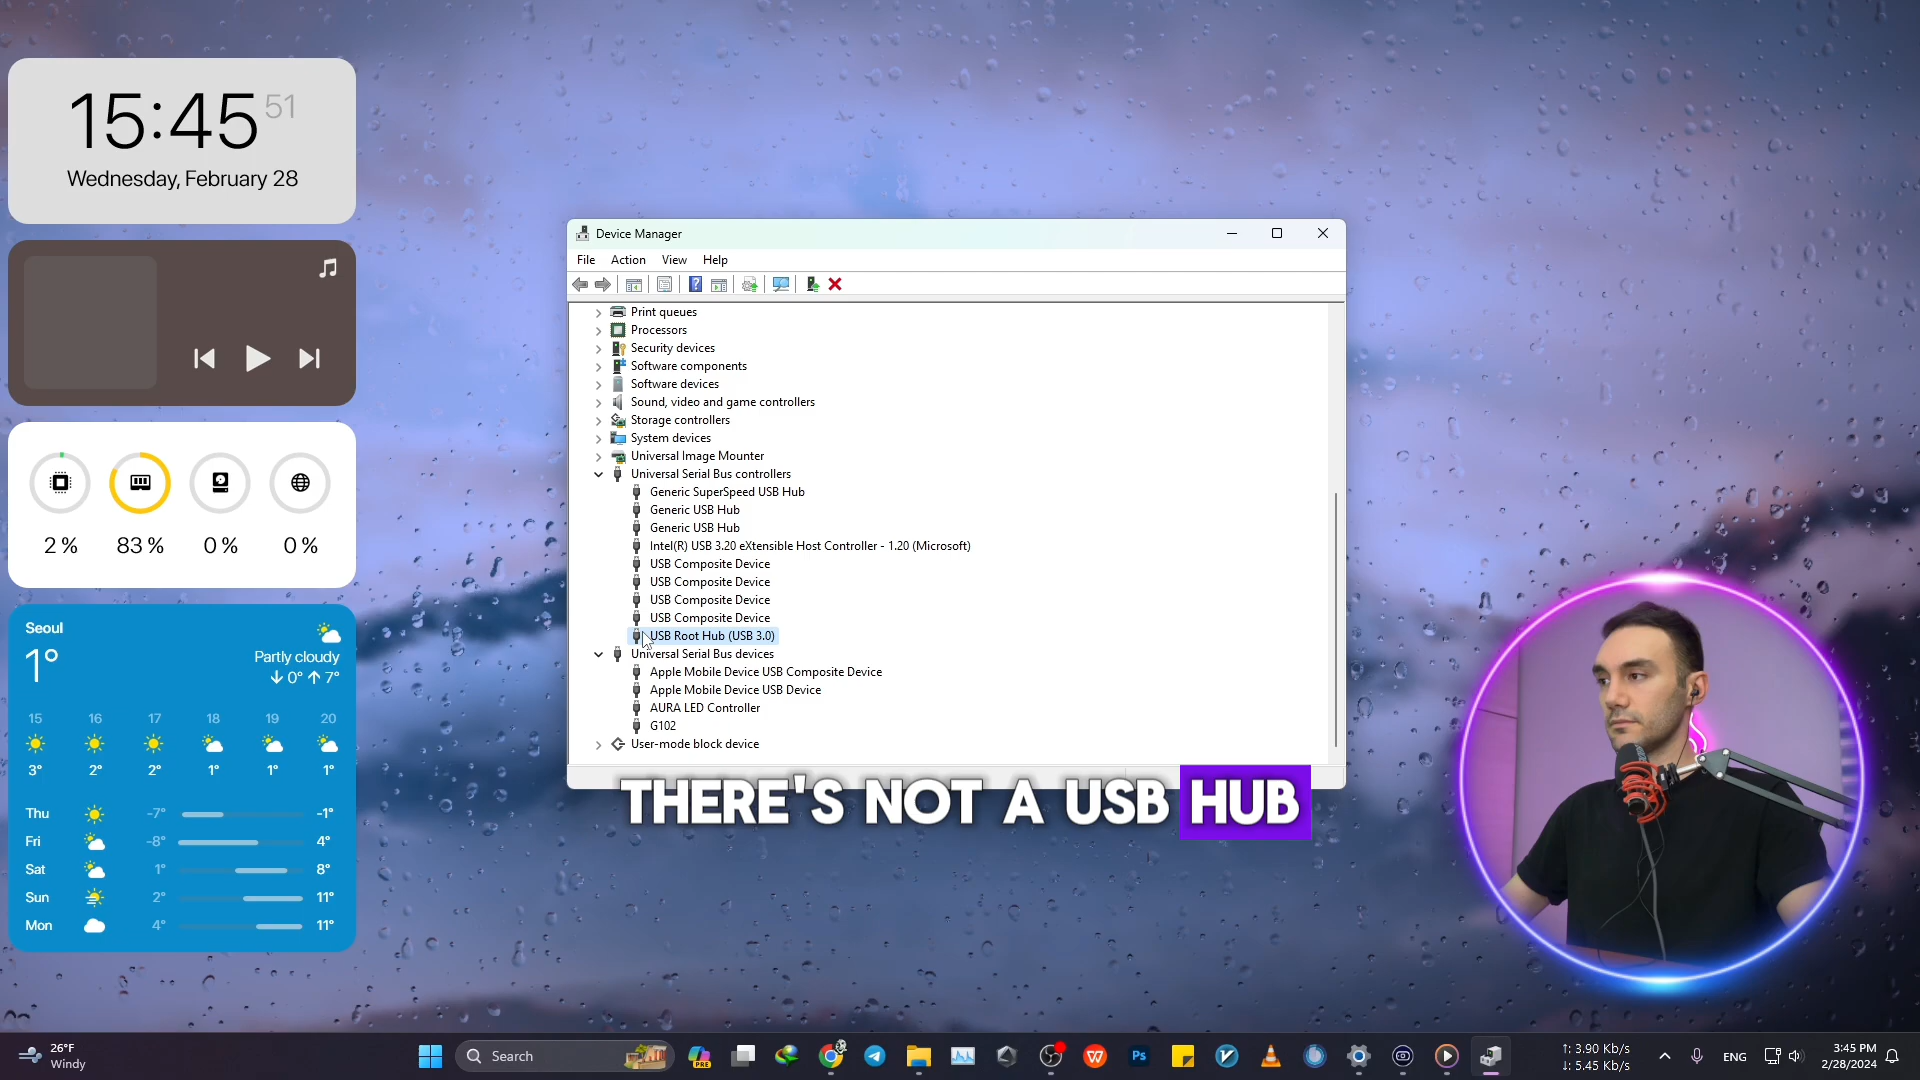 15:45 51
Wednesday, February 28
2% 83% 0% 0%
Seoul
1°
Partly cloudy
↓0° ↑7°
15 16 17 18 19 20
3° 2° 2° 1° 1° 1°
Thu -7° -1°
Fri -8° 4°
Sat 1° 8°
Sun 2° 11°
Mon 4° 11°
Device Manager
File Action View Help
Print queues
Processors
Security devices
Software components
Software devices
Sound, video and game controllers
Storage controllers
System devices
Universal Image Mounter
Universal Serial Bus controllers
Generic SuperSpeed USB Hub
Generic USB Hub
Generic USB Hub
Intel(R) USB 3.20 eXtensible Host Controller - 1.20 (Microsoft)
USB Composite Device
USB Composite Device
USB Composite Device
USB Composite Device
USB Root Hub (USB 3.0)
Universal Serial Bus devices
Apple Mobile Device USB Composite Device
Apple Mobile Device USB Device
AURA LED Controller
G102
User-mode block device
THERE'S NOT A USB HUB
26°F
Windy
Search
PRE
W
Ps
↑: 3.90 Kb/s
↓: 5.45 Kb/s
ENG
3:45 PM
2/28/2024